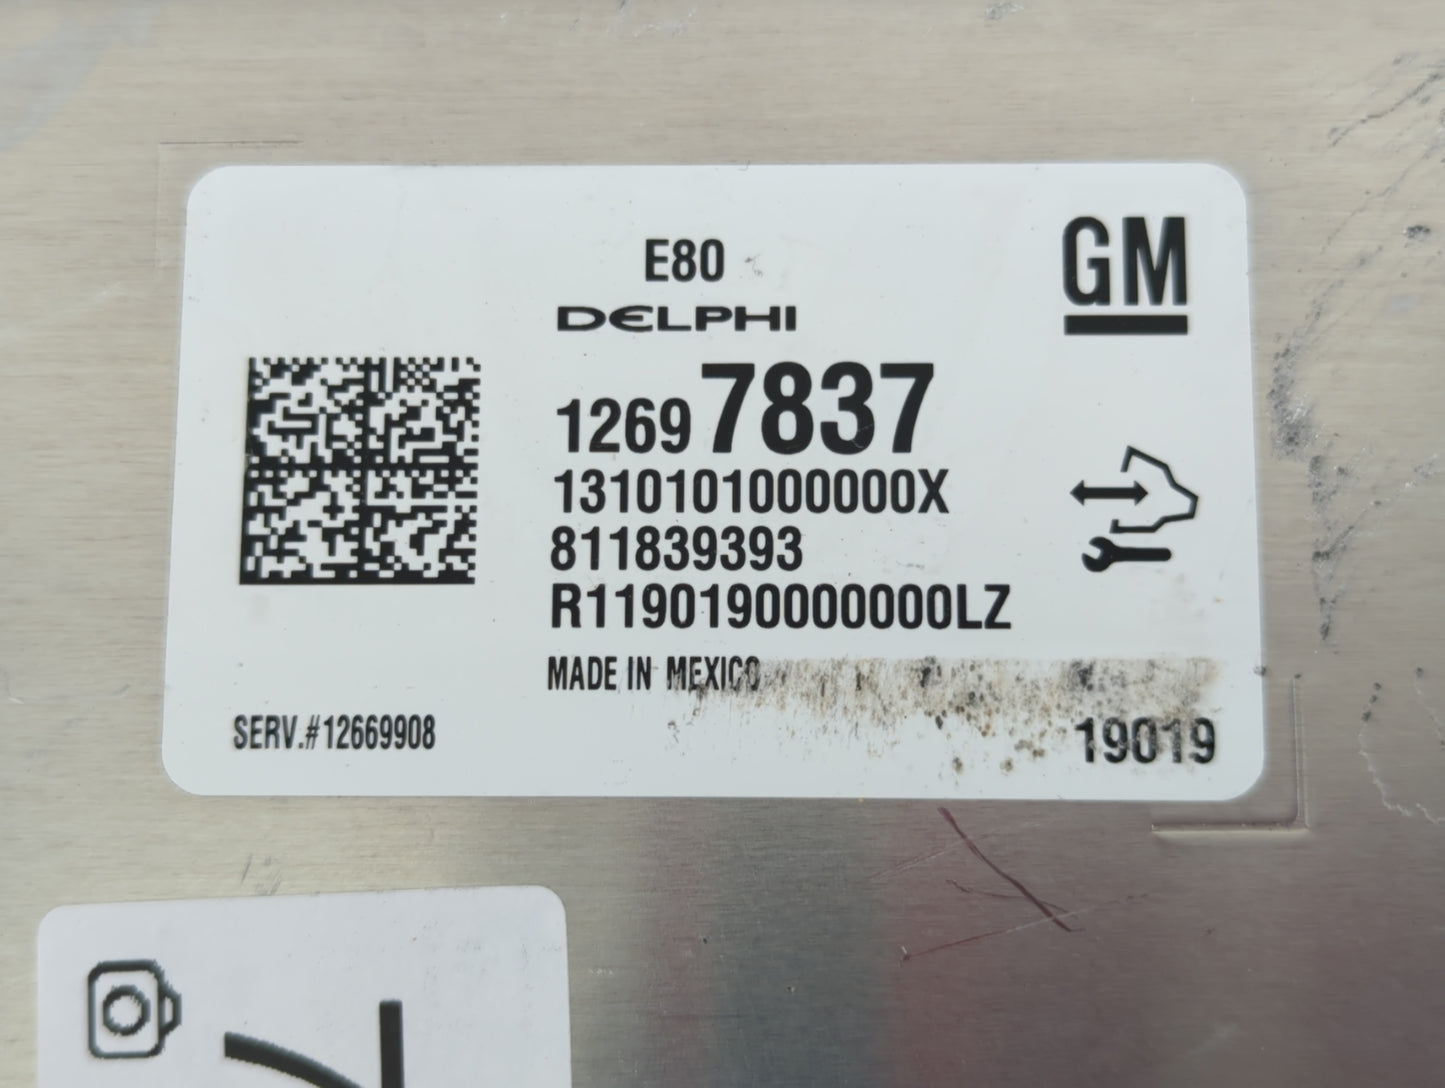 E80
GM
DELPHI
12697837
1310101000000X
811839393
R1190190000000LZ
MADE IN MEXICO
SERV.#12669908
19019